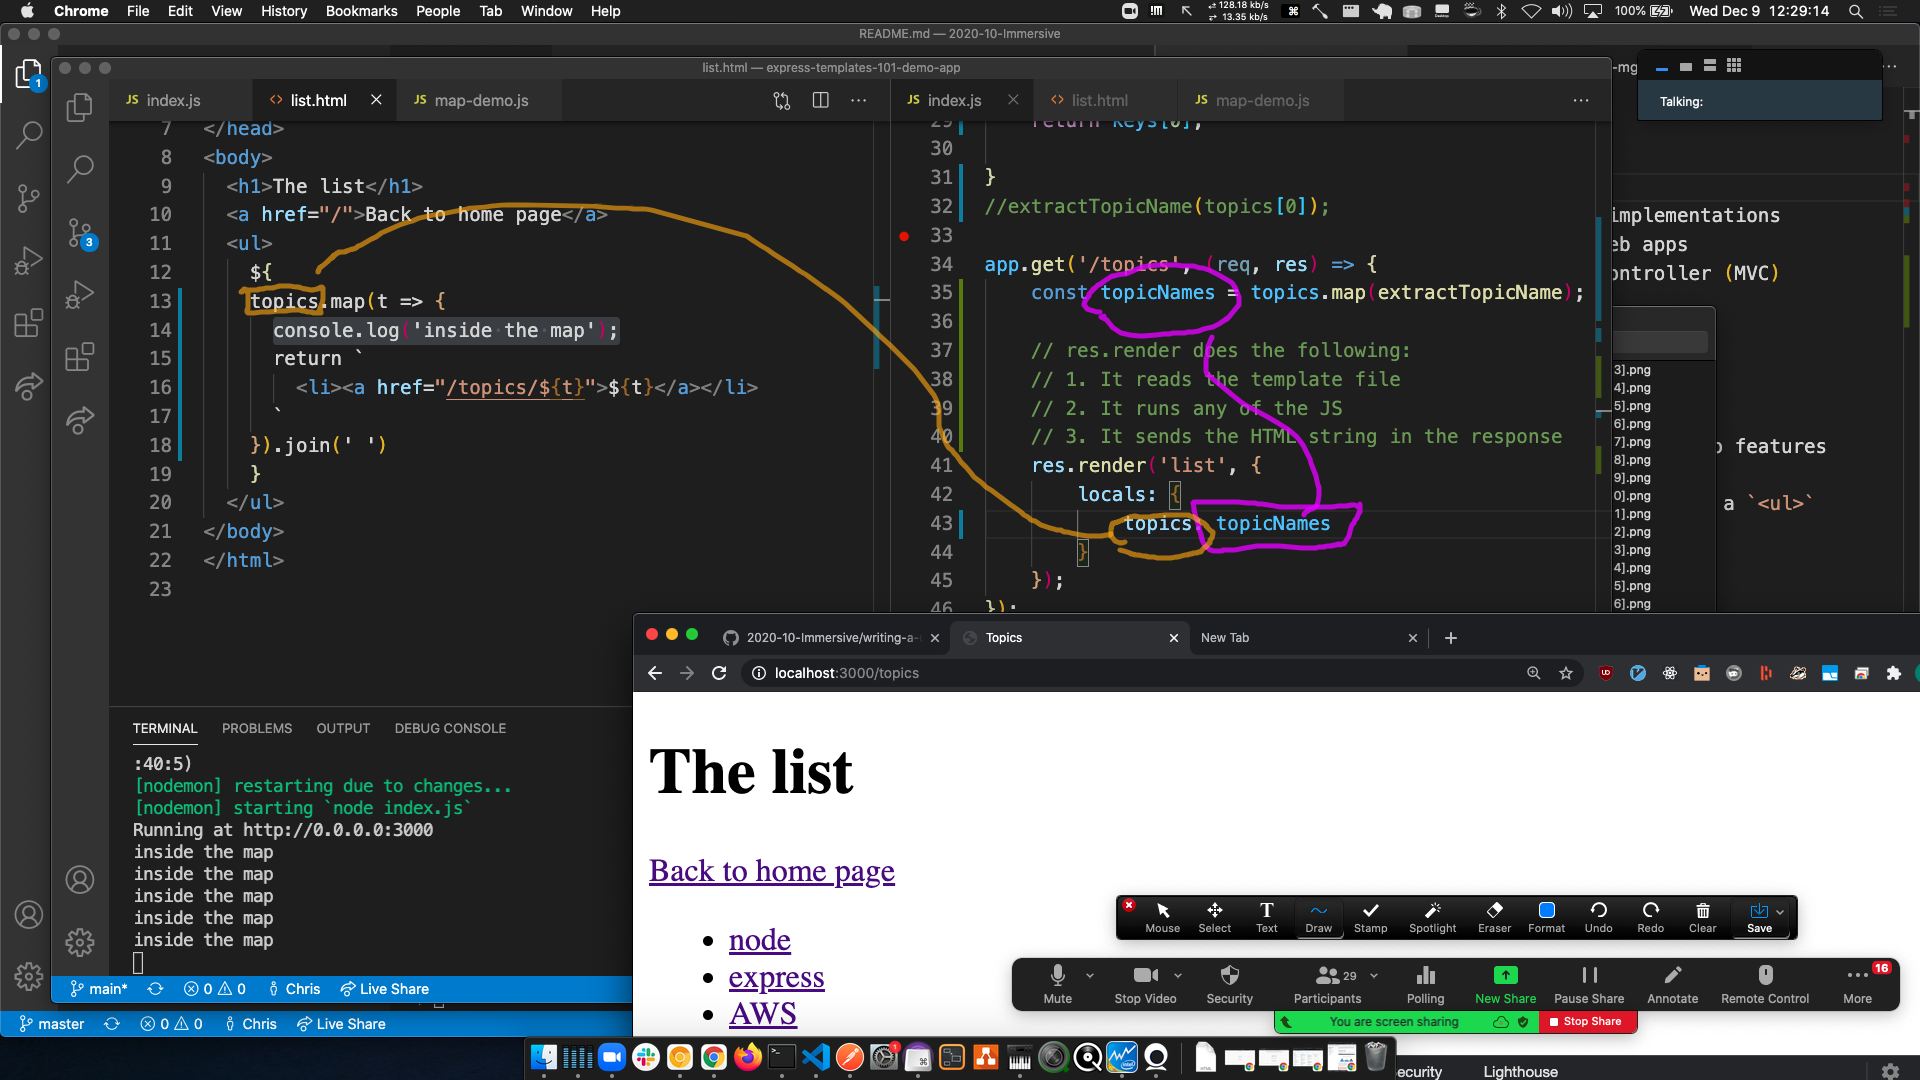 Chrome File Edit View History Bookmarks People Tab Window Help
128.18 kb/s
13.35 kb/s
100% Wed Dec 9 12:29:14
README.md — 2020-10-Immersive
list.html — express-templates-101-demo-app
JS index.js
<> list.html
JS map-demo.js
7 </head>
8 <body>
9 <h1>The list</h1>
10 <a href="/">Back to home page</a>
11 <ul>
12 ${
13 topics.map(t => {
14 console.log('inside the map');
15 return `
16 <li><a href="/topics/${t}">${t}</a></li>
17 `
18 }).join(' ')
19 }
20 </ul>
21 </body>
22 </html>
23
JS index.js
<> list.html
JS map-demo.js
29 return keys[0];
30
31 }
32 //extractTopicName(topics[0]);
33
34 app.get('/topics', (req, res) => {
35 const topicNames = topics.map(extractTopicName);
36
37 // res.render does the following:
38 // 1. It reads the template file
39 // 2. It runs any of the JS
40 // 3. It sends the HTML string in the response
41 res.render('list', {
42 locals: {
43 topics: topicNames
44 }
45 });
46 });
Talking:
implementations
eb apps
ontroller (MVC)
features
a `<ul>`
3].png
4].png
5].png
6].png
7].png
8].png
9].png
0].png
1].png
2].png
3].png
4].png
5].png
6].png
TERMINAL PROBLEMS OUTPUT DEBUG CONSOLE
:40:5)
[nodemon] restarting due to changes...
[nodemon] starting `node index.js`
Running at http://0.0.0.0:3000
inside the map
inside the map
inside the map
inside the map
inside the map
main* 0 0 Chris Live Share
master 0 0 Chris Live Share
1
3
2020-10-Immersive/writing-a-
Topics
New Tab
localhost:3000/topics
The list
Back to home page
node
express
AWS
Mouse Select Text Draw Stamp Spotlight Eraser Format Undo Redo Clear Save
29
16
Mute Stop Video Security Participants Polling New Share Pause Share Annotate Remote Control More
You are screen sharing Stop Share
ecurity Lighthouse